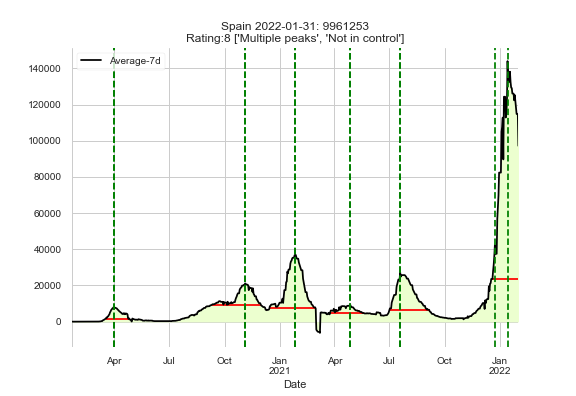 Spain 2022-01-31: 9961253
Rating:8 ['Multiple peaks', 'Not in control']
Average-7d
140000
120000
100000
80000
60000
40000
20000
0
Apr Jul Oct Jan Apr Jul Oct Jan
2021 2022
Date